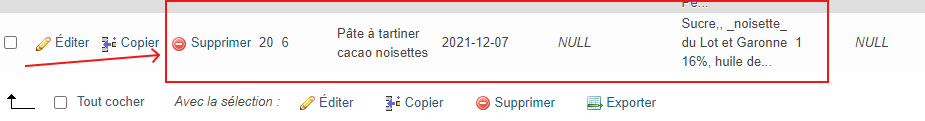 Pe...
Éditer Copier Supprimer 20 6 Pâte à tartiner cacao noisettes 2021-12-07 NULL Sucre,, _noisette_ du Lot et Garonne 16%, huile de... 1 NULL
Tout cocher Avec la sélection : Éditer Copier Supprimer Exporter